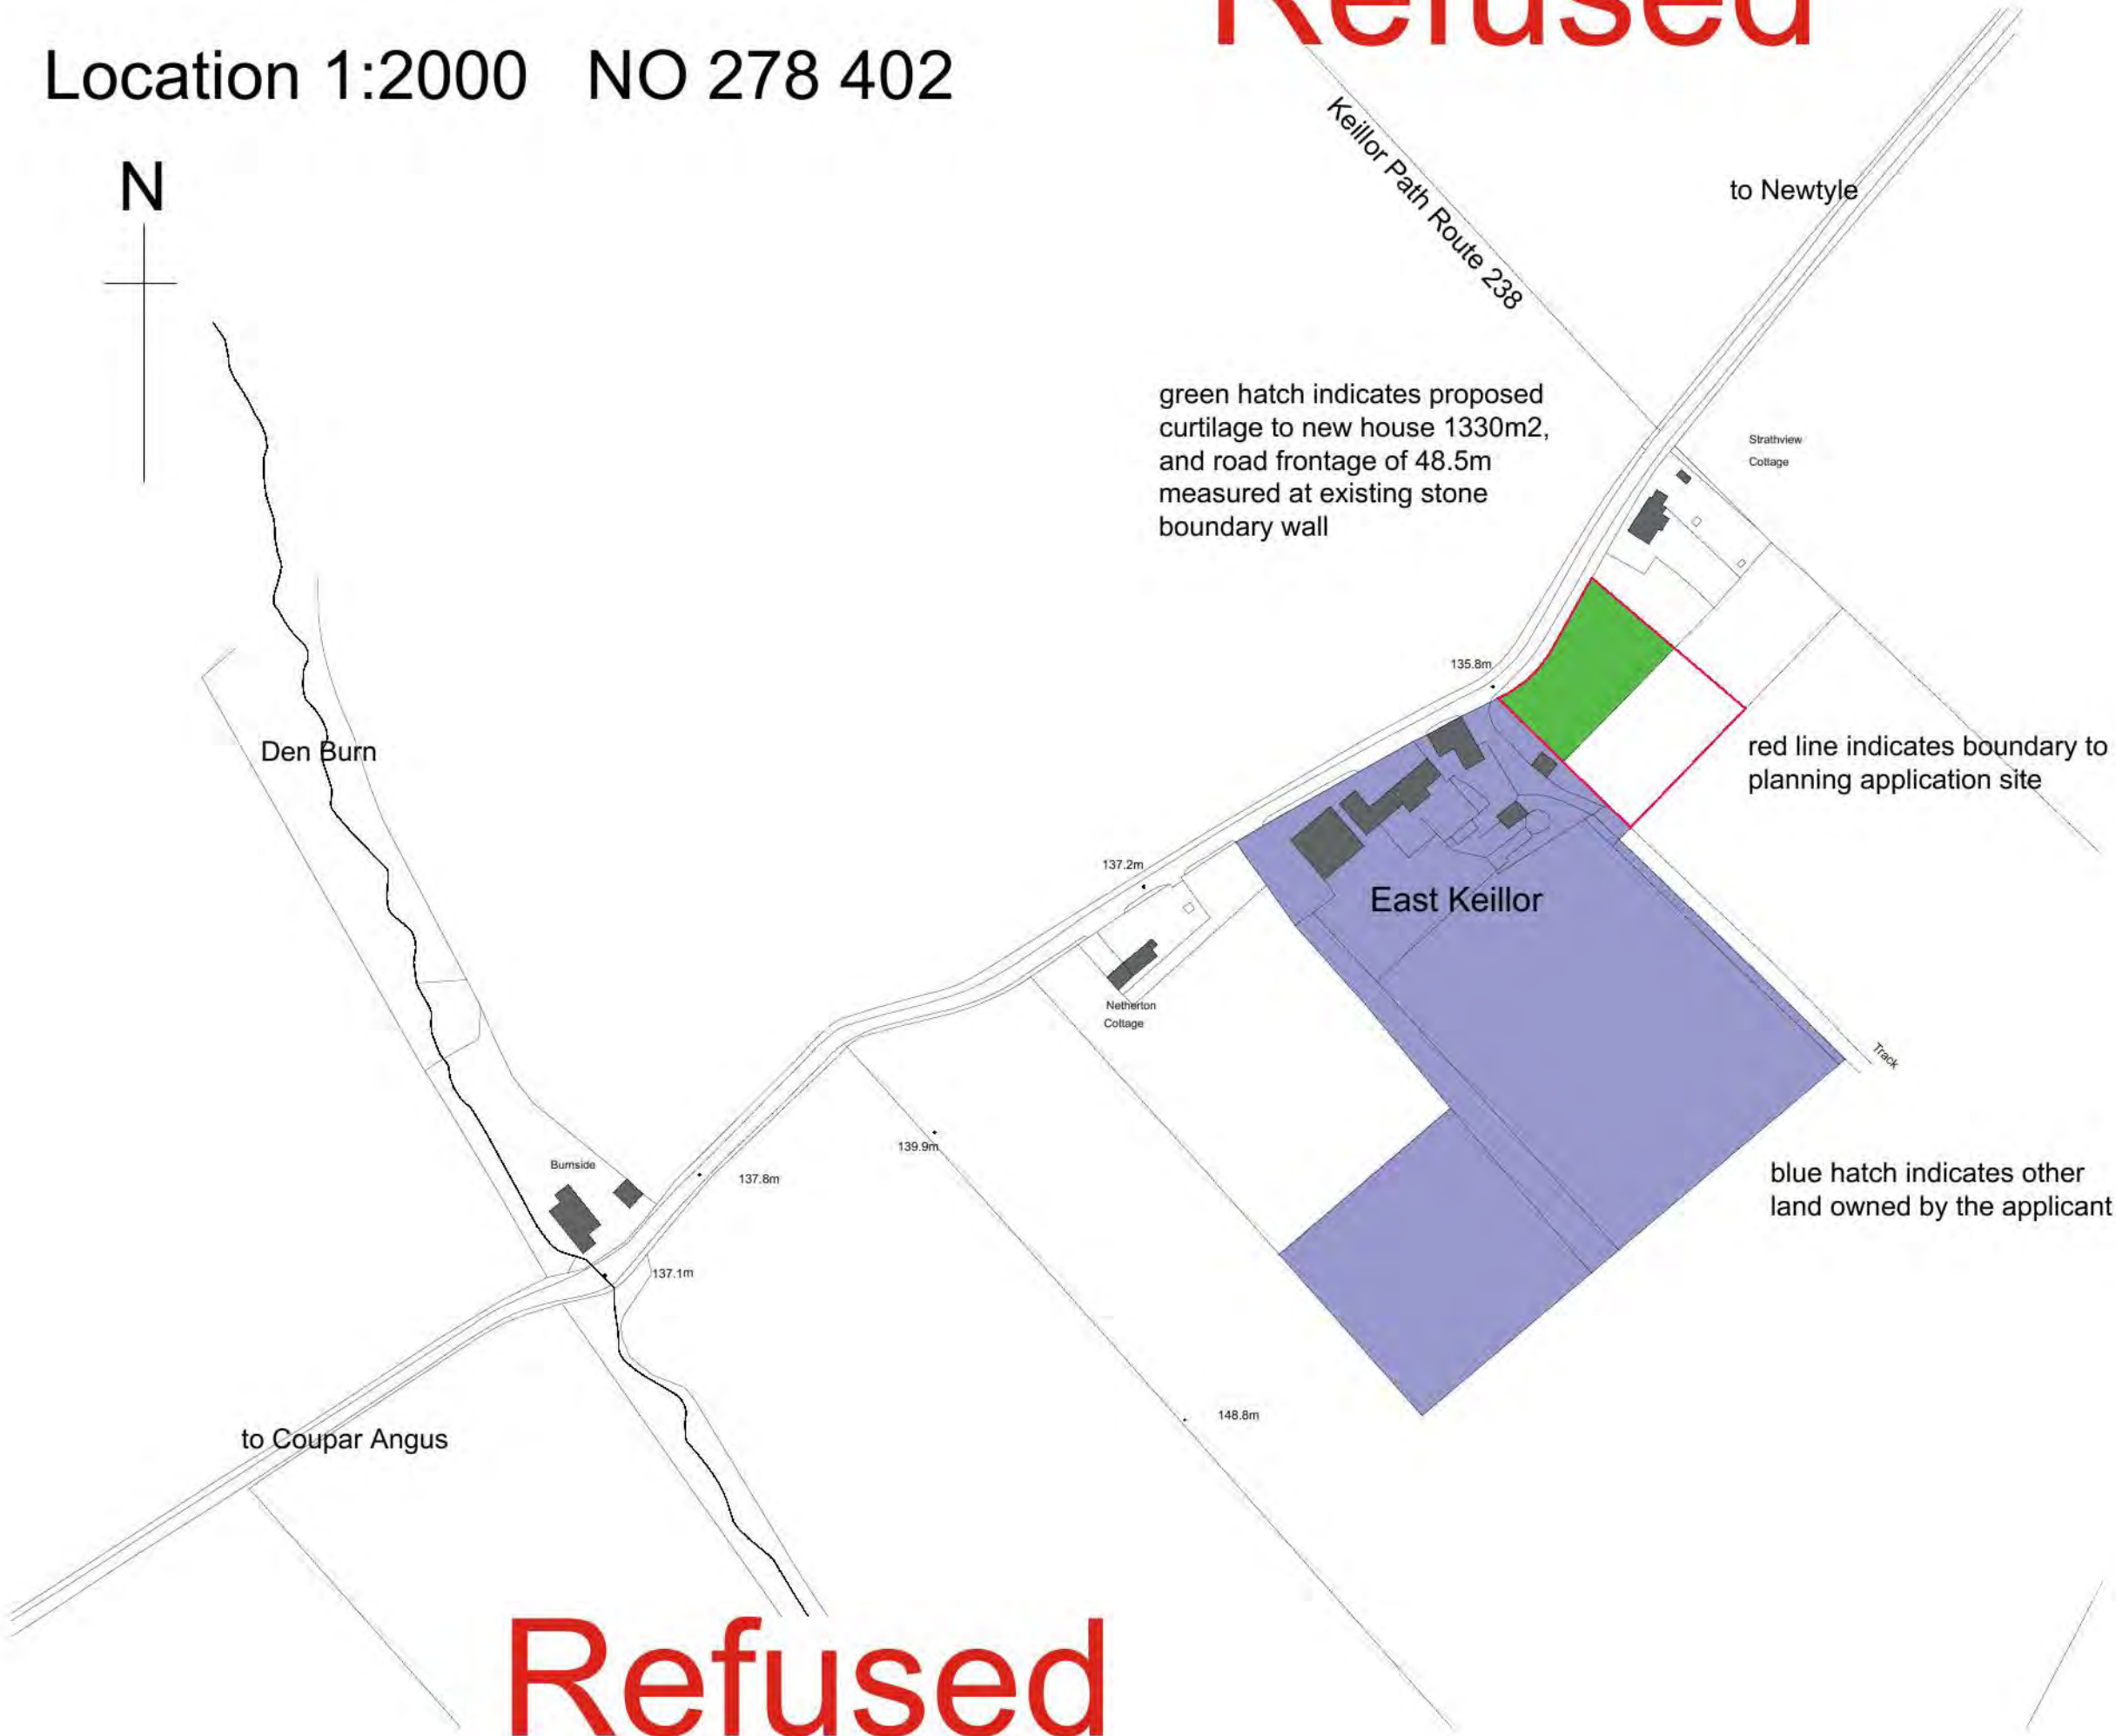 Refused
Location 1:2000 NO 278 402
N
Keillor Path Route 238
to Newtyle
green hatch indicates proposed
curtilage to new house 1330m2,
and road frontage of 48.5m
measured at existing stone
boundary wall
Strathview
Cottage
135.8m
Den Burn
red line indicates boundary to
planning application site
137.2m
East Keillor
Netherton
Cottage
Track
139.9m
Burnside
137.8m
blue hatch indicates other
land owned by the applicant
137.1m
148.8m
to Coupar Angus
Refused